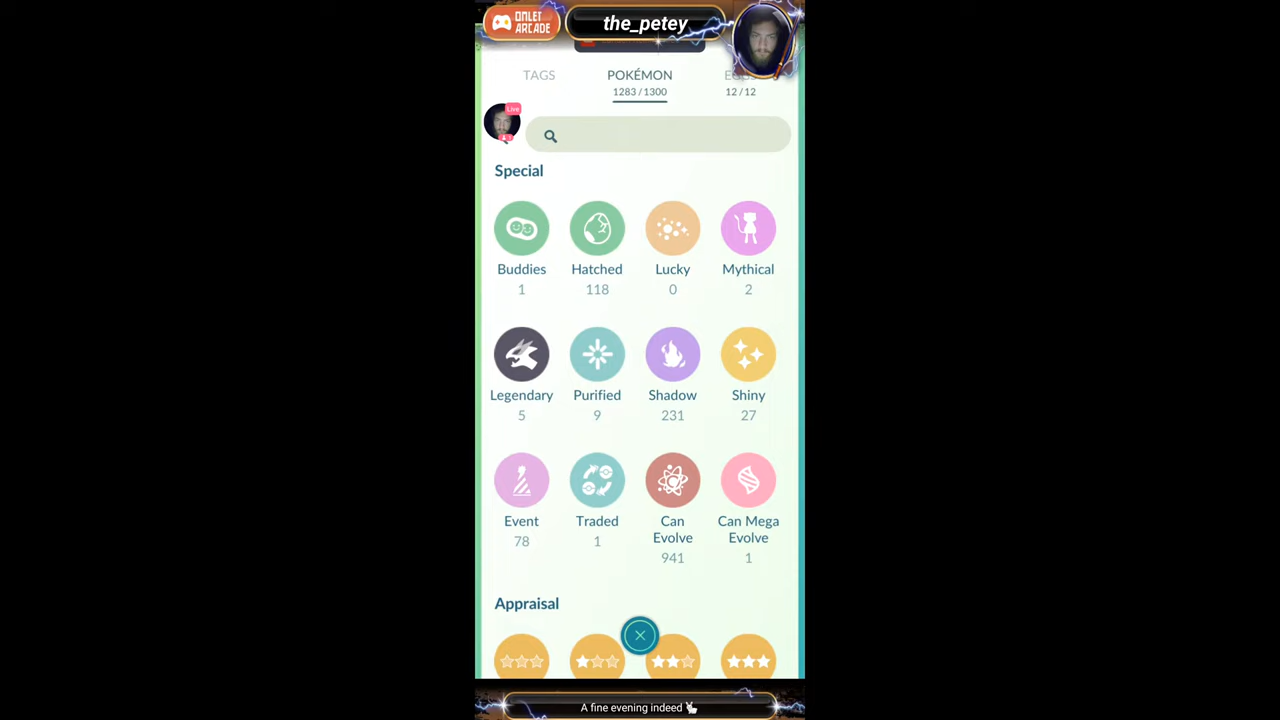 OMLET
ARCADE
the_petey
TAGS
POKÉMON
1283 / 1300
12 / 12
Live
Special
Buddies
1
Hatched
118
Lucky
0
Mythical
2
Legendary
5
Purified
9
Shadow
231
Shiny
27
Event
78
Traded
1
Can
Evolve
941
Can Mega
Evolve
1
Appraisal
A fine evening indeed 🐇